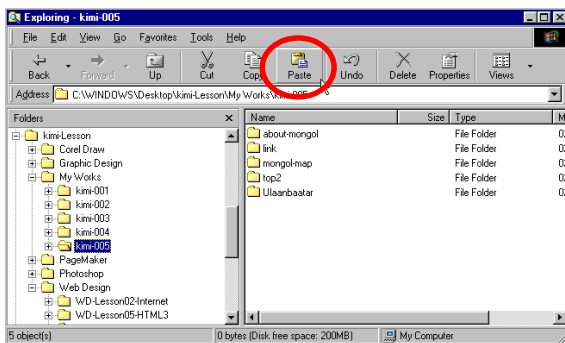 Exploring - kimi-005
File Edit View Go Favorites Tools Help
Back Forward Up Cut Copy Paste Undo Delete Properties Views
Address C:\WINDOWS\Desktop\kimi-Lesson\My Works\kimi-005
Folders
Name Size Type M
kimi-Lesson
Corel Draw
Graphic Design
My Works
kimi-001
kimi-002
kimi-003
kimi-004
kimi-005
PageMaker
Photoshop
Web Design
WD-Lesson02-Internet
WD-Lesson05-HTML3
about-mongol File Folder
link File Folder
mongol-map File Folder
top2 File Folder
Ulaanbaatar File Folder
5 object(s) 0 bytes (Disk free space: 200MB) My Computer